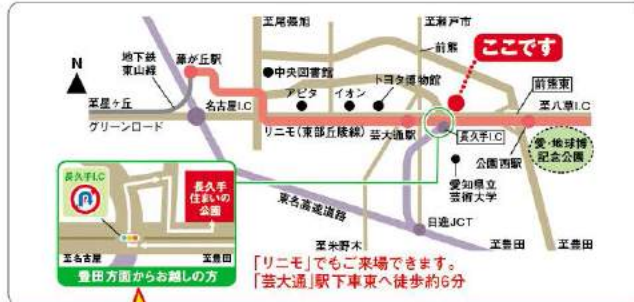 至尾張旭
至瀬戸市
地下鉄
東山線
藤が丘駅
前熊
ここです
N
中央図書館
トヨタ博物館
アピタ
イオン
前熊東
至星ヶ丘
名古屋I.C
至八草I.C
グリーンロード
リニモ(東部丘陵線)
芸大通駅
長久手I.C
愛・地球博
記念公園
公園西駅
愛知県立
芸術大学
長久手I.C
長久手
住まいの
公園
東名高速道路
日進JCT
至名古屋
至豊田
至米野木
至豊田
至豊田
豊田方面からお越しの方
「リニモ」でもご来場できます。
「芸大通」駅下車東へ徒歩約6分